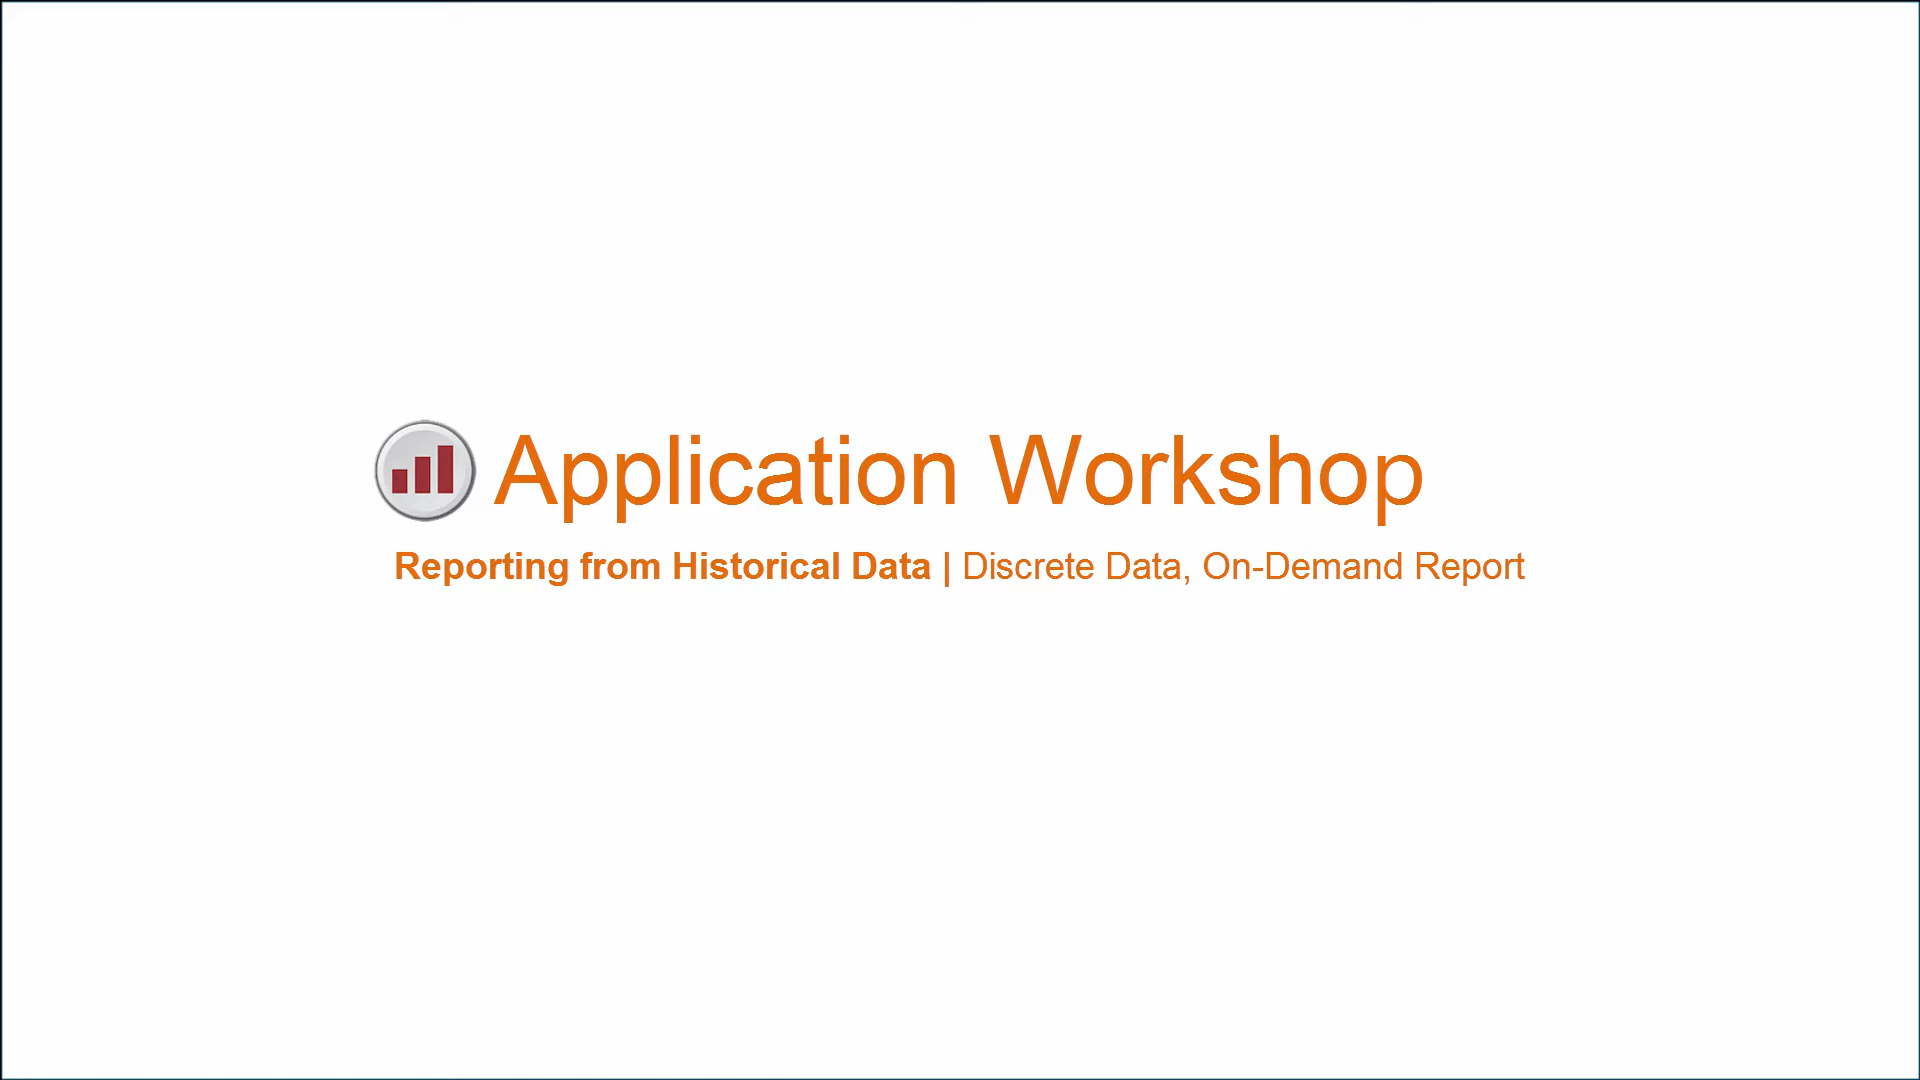 Application Workshop
Reporting from Historical Data | Discrete Data, On-Demand Report